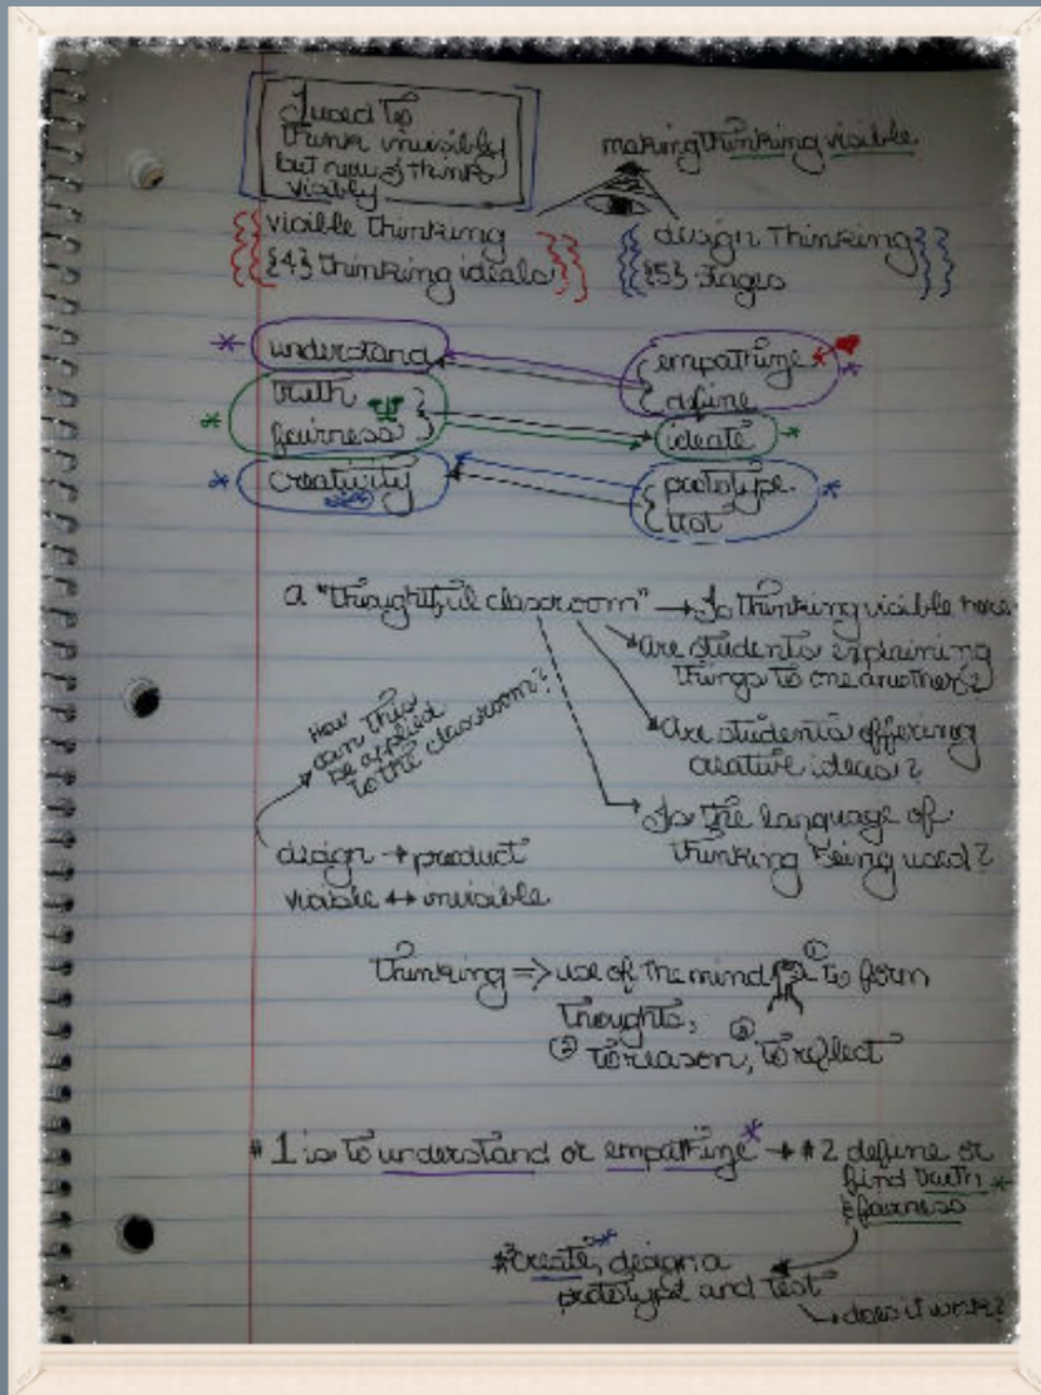 I used to
think invisibly
but now I think
visibly
making thinking visible
visible thinking
{4} thinking ideals
design thinking
{5} stages
understand
truth
fairness
creativity
empathize
define
ideate
prototype
test
a "thoughtful classroom" → Is thinking visible here
Are students explaining
things to one another?
Are students offering
creative ideas?
Is the language of
thinking being used?
How
can this
be applied
to the classroom?
design → product
visible ↔ invisible
thinking => use of the mind ① to form
thoughts,
② to reason, ③ to reflect
#1 is to understand or empathize* → #2 define or
find truth *
& fairness
#3 create,* design a
prototype and test
does it work?